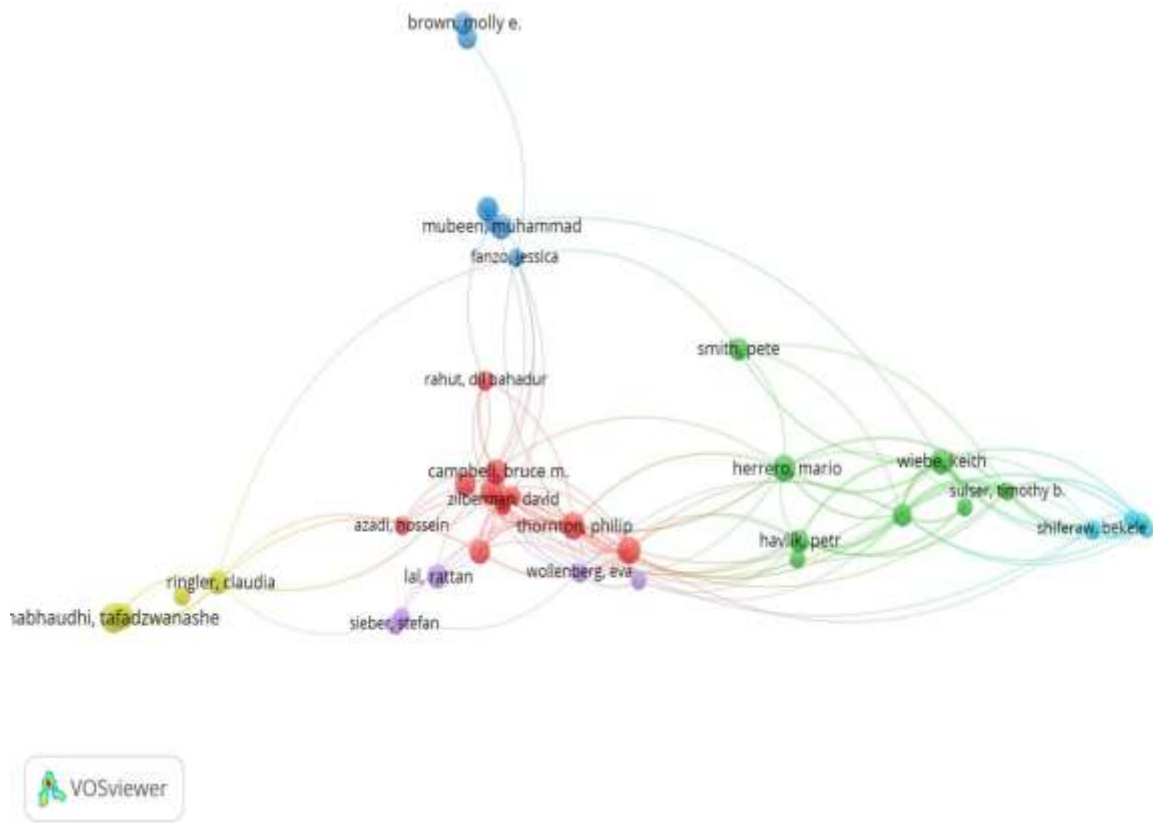 brown, molly e.
mubeen, muhammad
fanzo, jessica
smith, pete
rahut, dil bahadur
campbell, bruce m.
herrero, mario
wiebe, keith
sulser, timothy b.
zilberman, david
azadi, hossein
thornton, philip
shiferaw, bekele
havlik, petr
lal, rattan
wollenberg, eva
ringler, claudia
nabhaudhi, tafadzwanashe
sieber, stefan
VOSviewer